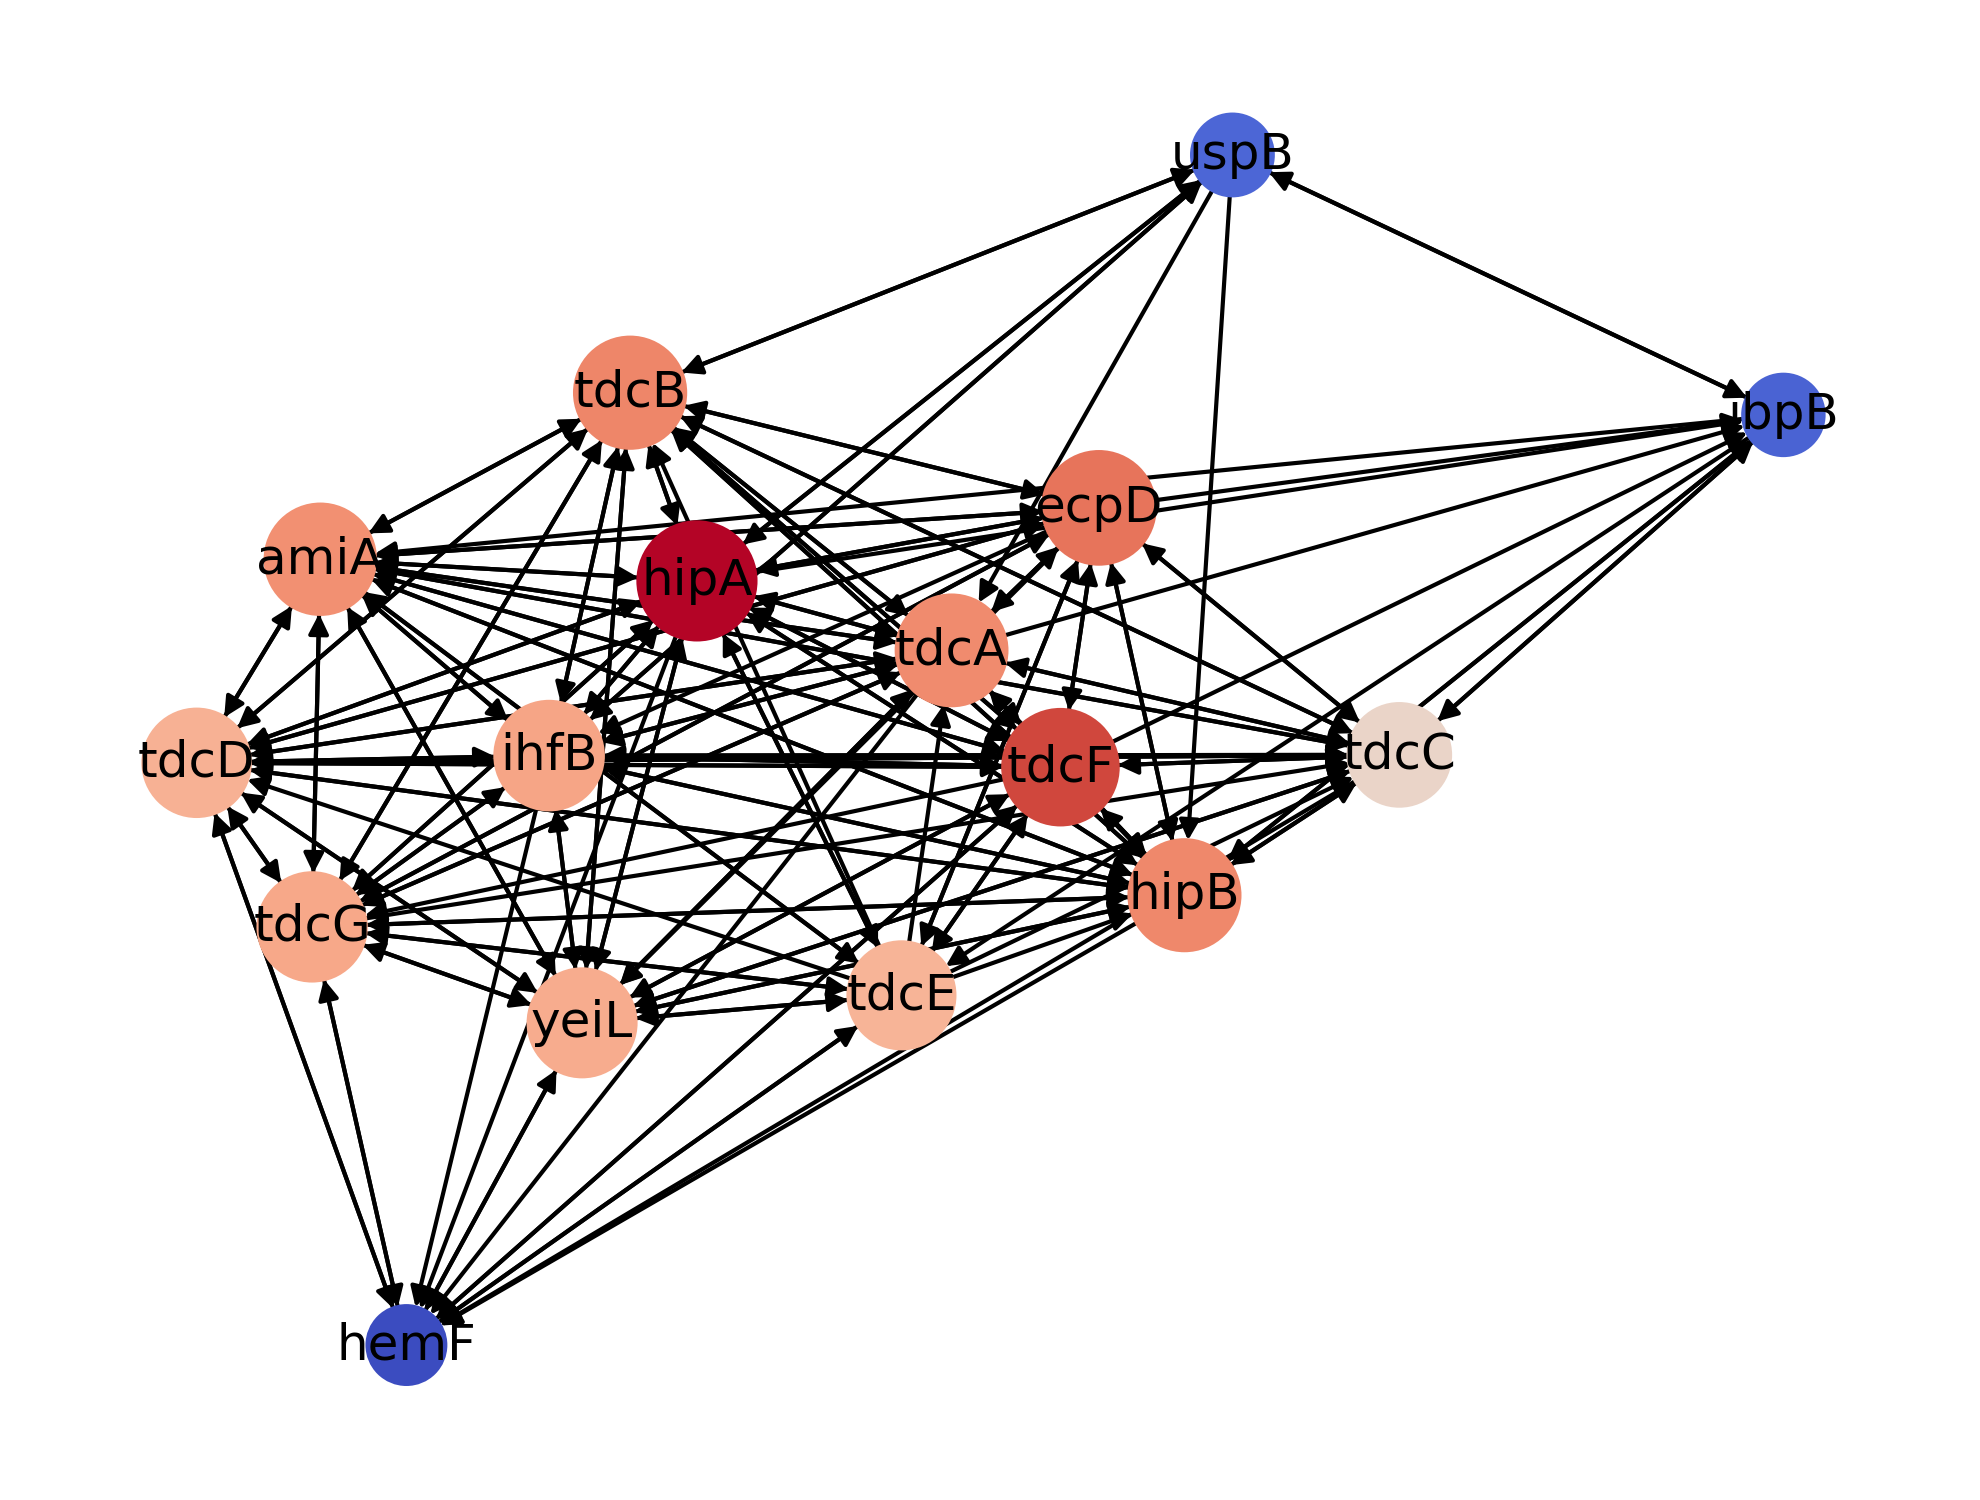 uspB
tdcB
ibpB
ecpD
amiA
hipA
tdcA
tdcD
ihfB
tdcF
tdcC
hipB
tdcG
tdcE
yeiL
hemF